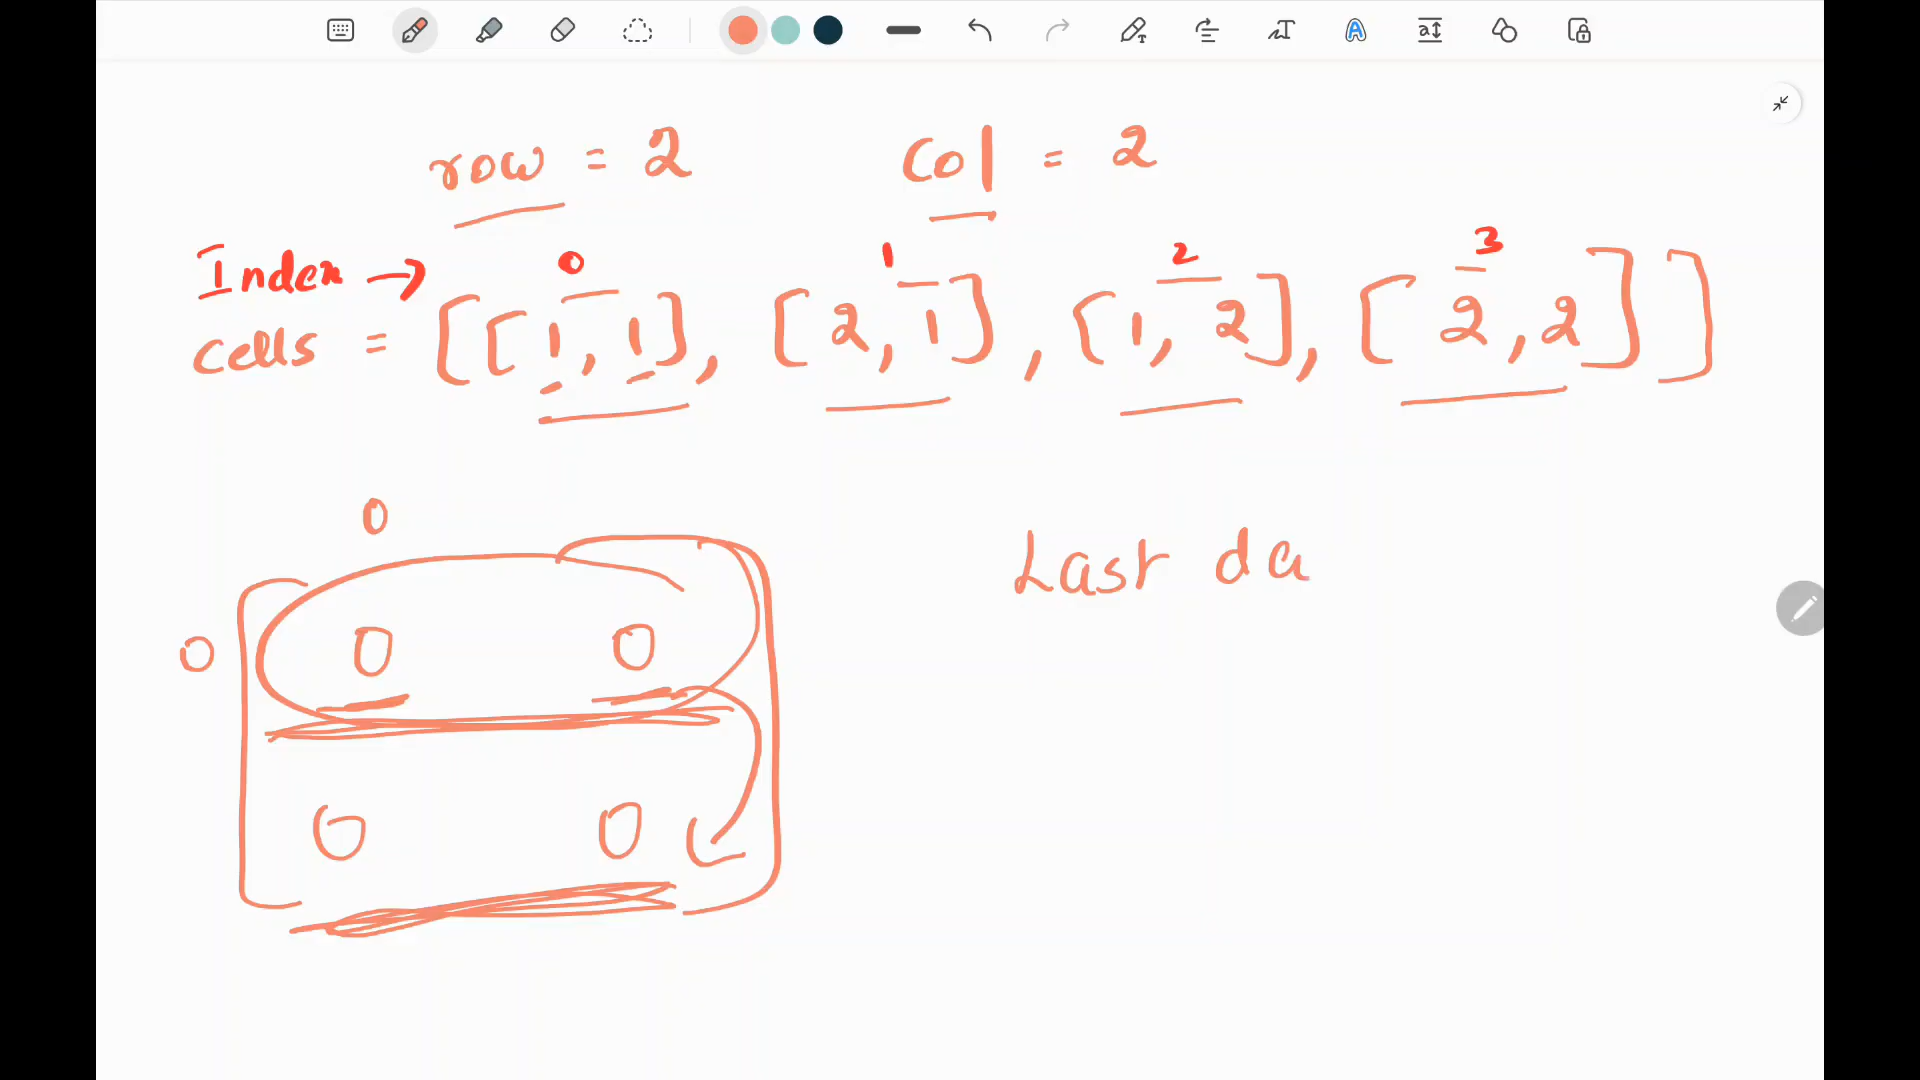 row = 2 col = 2
Index → 0 1 2 3
cells = [[1,1], [2,1], [1,2], [2,2]]
0
Last da
0 0 0
0 0